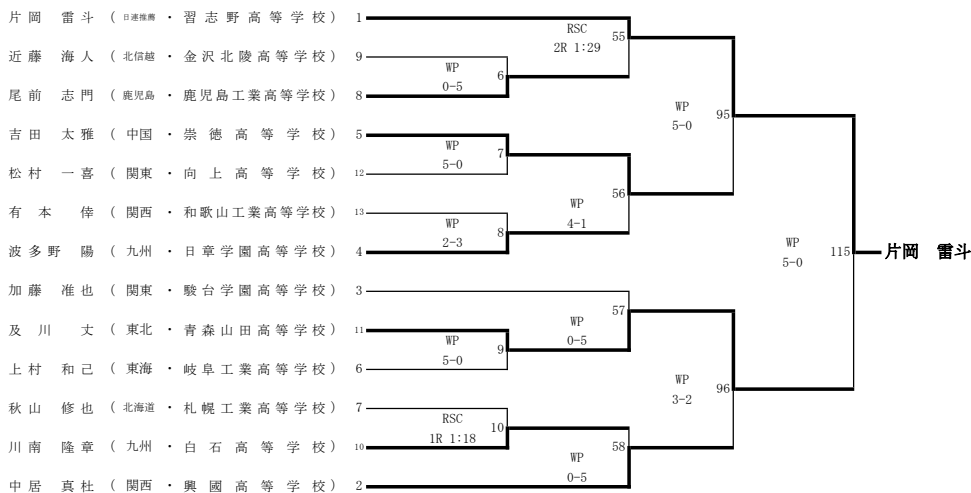 片岡 雷斗 ( 日連推薦 ・ 習志野高等学校 ) 1
RSC 55
2R 1:29
近藤 海人 ( 北信越 ・ 金沢北陵高等学校 ) 9
WP 6
0-5
尾前 志門 ( 鹿児島 ・ 鹿児島工業高等学校 ) 8
WP 95
5-0
吉田 太雅 ( 中国 ・ 崇徳高等学校 ) 5
WP 7
5-0
松村 一喜 ( 関東 ・ 向上高等学校 ) 12
56
WP
4-1
有本 倖 ( 関西 ・ 和歌山工業高等学校 ) 13
WP 8
2-3
波多野 陽 ( 九州 ・ 日章学園高等学校 ) 4
WP 115 片岡 雷斗
5-0
加藤 准也 ( 関東 ・ 駿台学園高等学校 ) 3
57
WP
0-5
及川 丈 ( 東北 ・ 青森山田高等学校 ) 11
WP 9
5-0
上村 和己 ( 東海 ・ 岐阜工業高等学校 ) 6
WP 96
3-2
秋山 修也 ( 北海道 ・ 札幌工業高等学校 ) 7
RSC 10
1R 1:18
川南 隆章 ( 九州 ・ 白石高等学校 ) 10
58
WP
0-5
中居 真杜 ( 関西 ・ 興國高等学校 ) 2